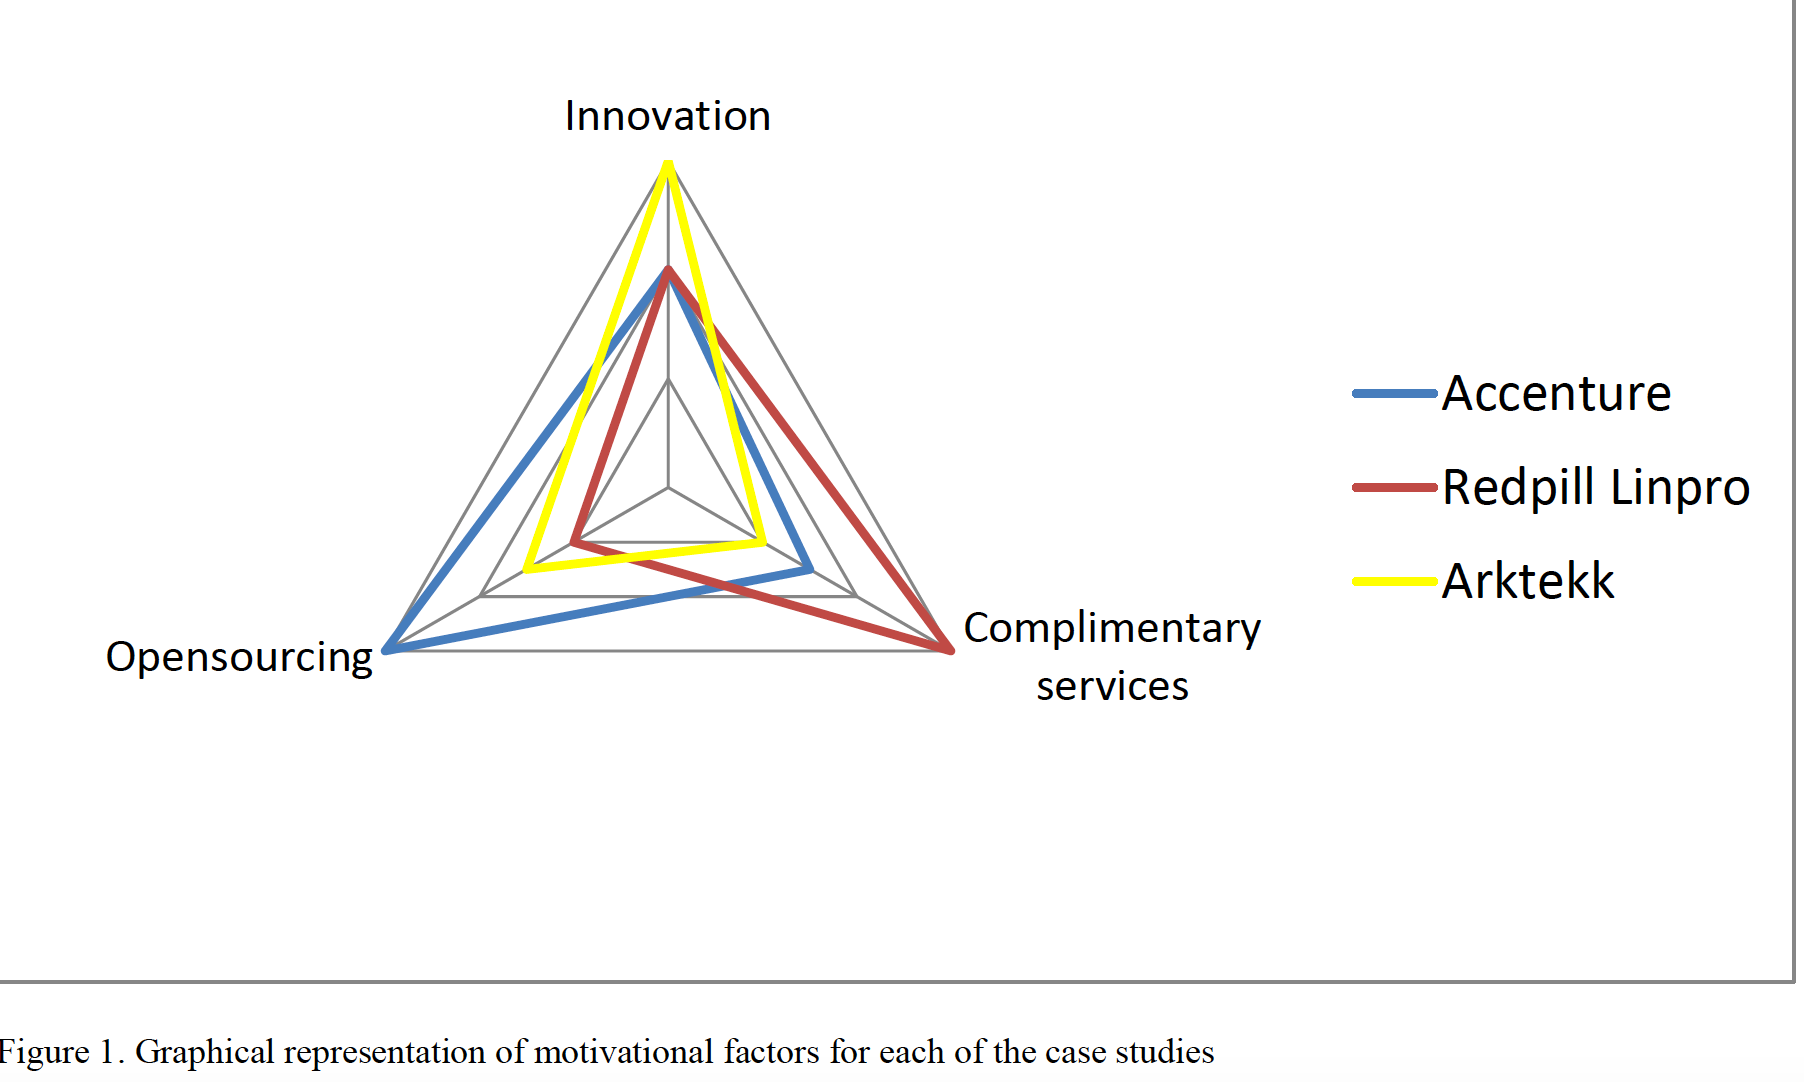 Innovation
Accenture
Redpill Linpro
Arktekk
Opensourcing
Complimentary
services
Figure 1. Graphical representation of motivational factors for each of the case studies